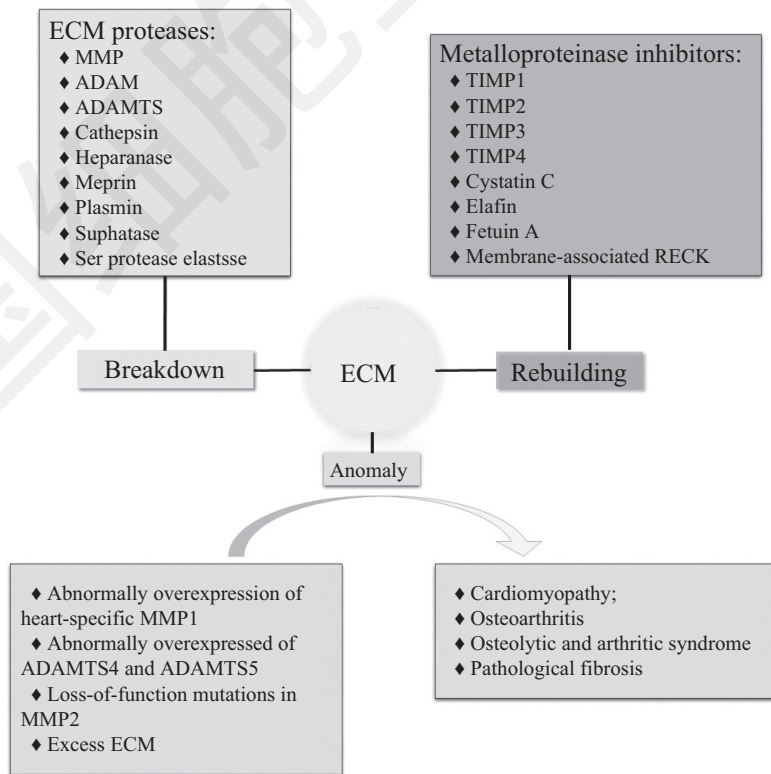 ECM proteases:
♦ MMP
♦ ADAM
♦ ADAMTS
♦ Cathepsin
♦ Heparanase
♦ Meprin
♦ Plasmin
♦ Suphatase
♦ Ser protease elastsse
Metalloproteinase inhibitors:
♦ TIMP1
♦ TIMP2
♦ TIMP3
♦ TIMP4
♦ Cystatin C
♦ Elafin
♦ Fetuin A
♦ Membrane-associated RECK
Breakdown
ECM
Rebuilding
Anomaly
♦ Abnormally overexpression of
heart-specific MMP1
♦ Abnormally overexpressed of
ADAMTS4 and ADAMTS5
♦ Loss-of-function mutations in
MMP2
♦ Excess ECM
♦ Cardiomyopathy;
♦ Osteoarthritis
♦ Osteolytic and arthritic syndrome
♦ Pathological fibrosis
国细胞